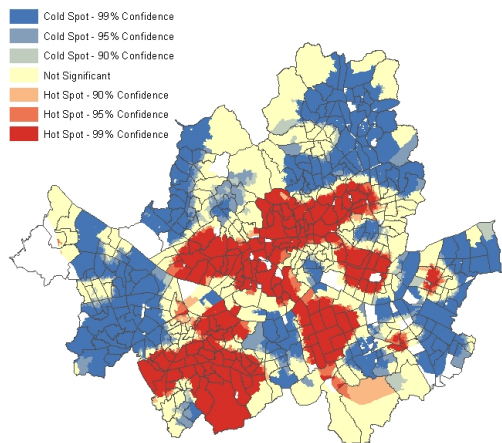 Cold Spot - 99% Confidence
Cold Spot - 95% Confidence
Cold Spot - 90% Confidence
Not Significant
Hot Spot - 90% Confidence
Hot Spot - 95% Confidence
Hot Spot - 99% Confidence